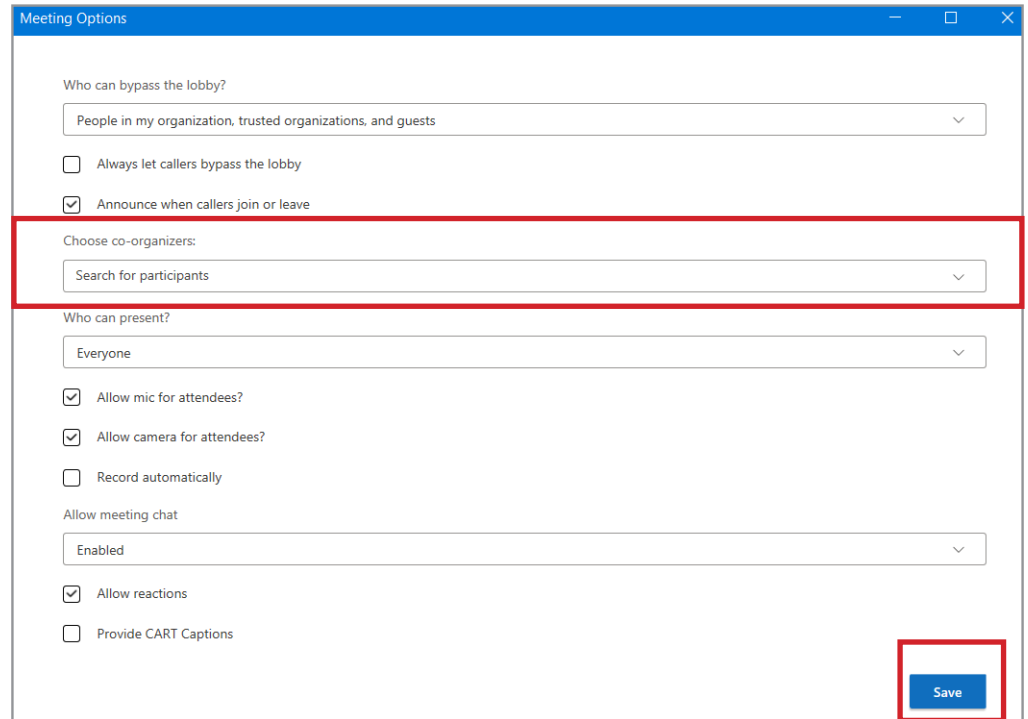 Meeting Options
Who can bypass the lobby?
People in my organization, trusted organizations, and guests
Always let callers bypass the lobby
Announce when callers join or leave
Choose co-organizers:
Search for participants
Who can present?
Everyone
Allow mic for attendees?
Allow camera for attendees?
Record automatically
Allow meeting chat
Enabled
Allow reactions
Provide CART Captions
Save